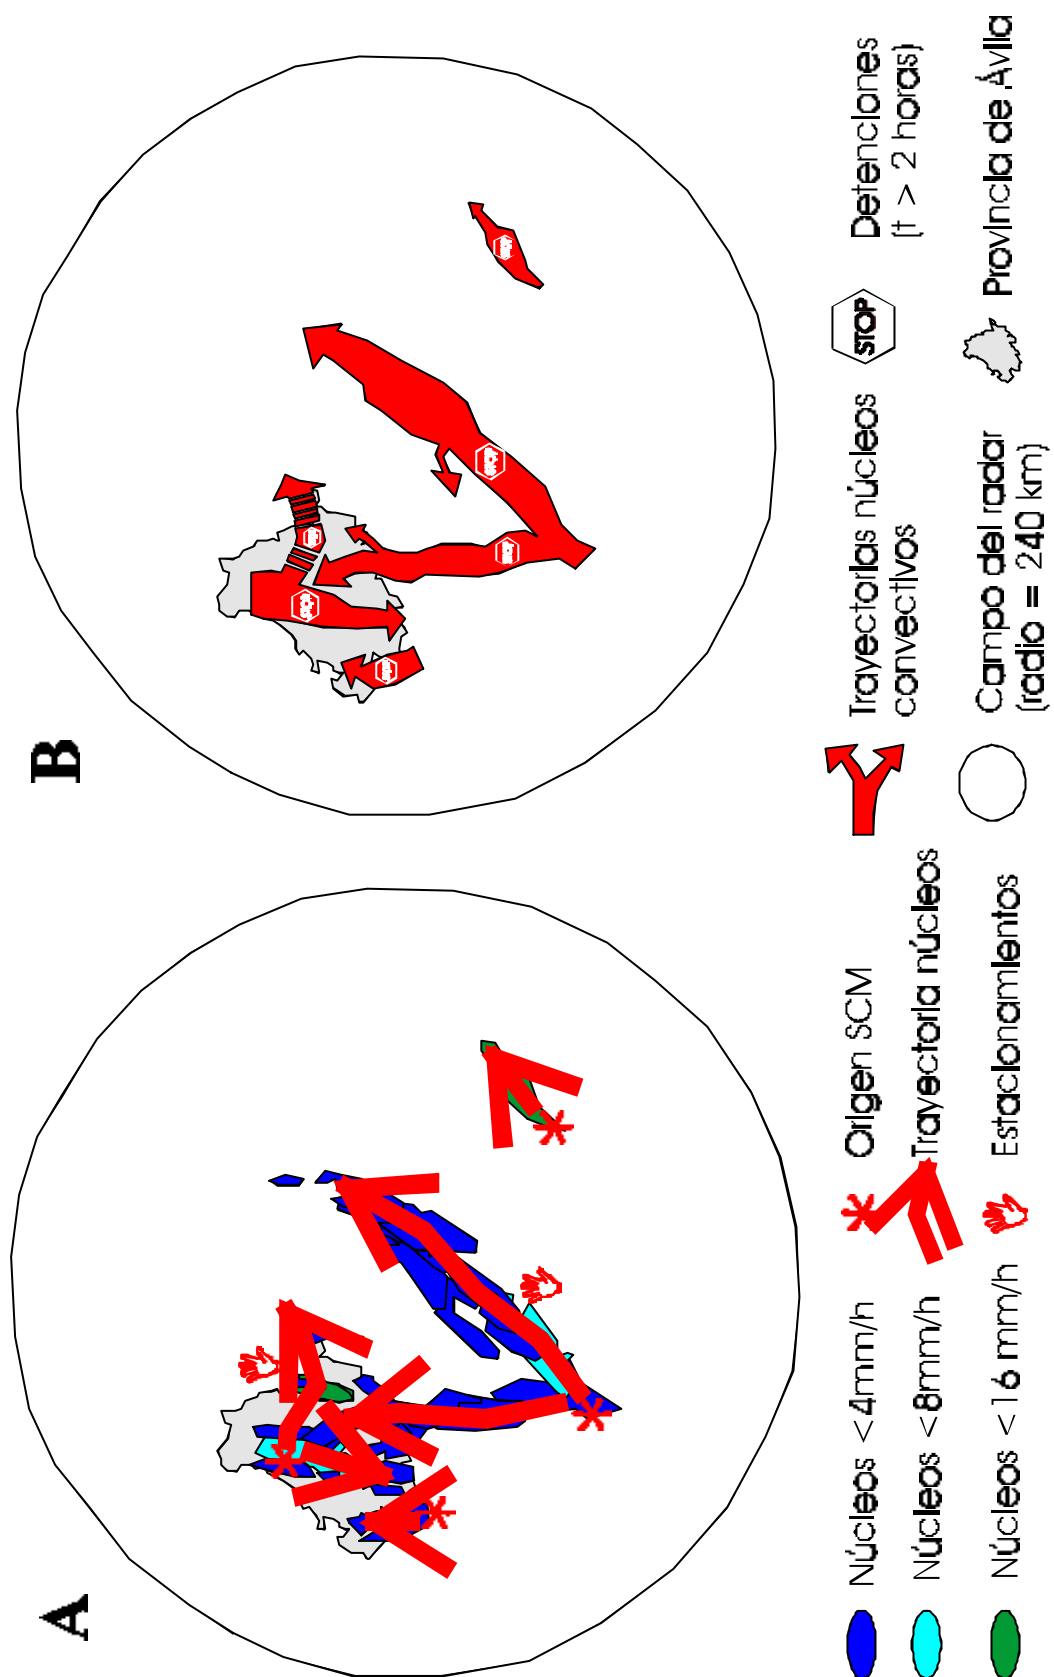 A
B
Núcleos <4mm/h
Núcleos <8mm/h
Núcleos <16 mm/h
Origen SCM
Trayectoria núcleos
Estacionamientos
Trayectorias núcleos
convectivos
Campo del radar
(radio = 240 km)
STOP
Detenciones
(t > 2 horas)
Provincia de Ávila